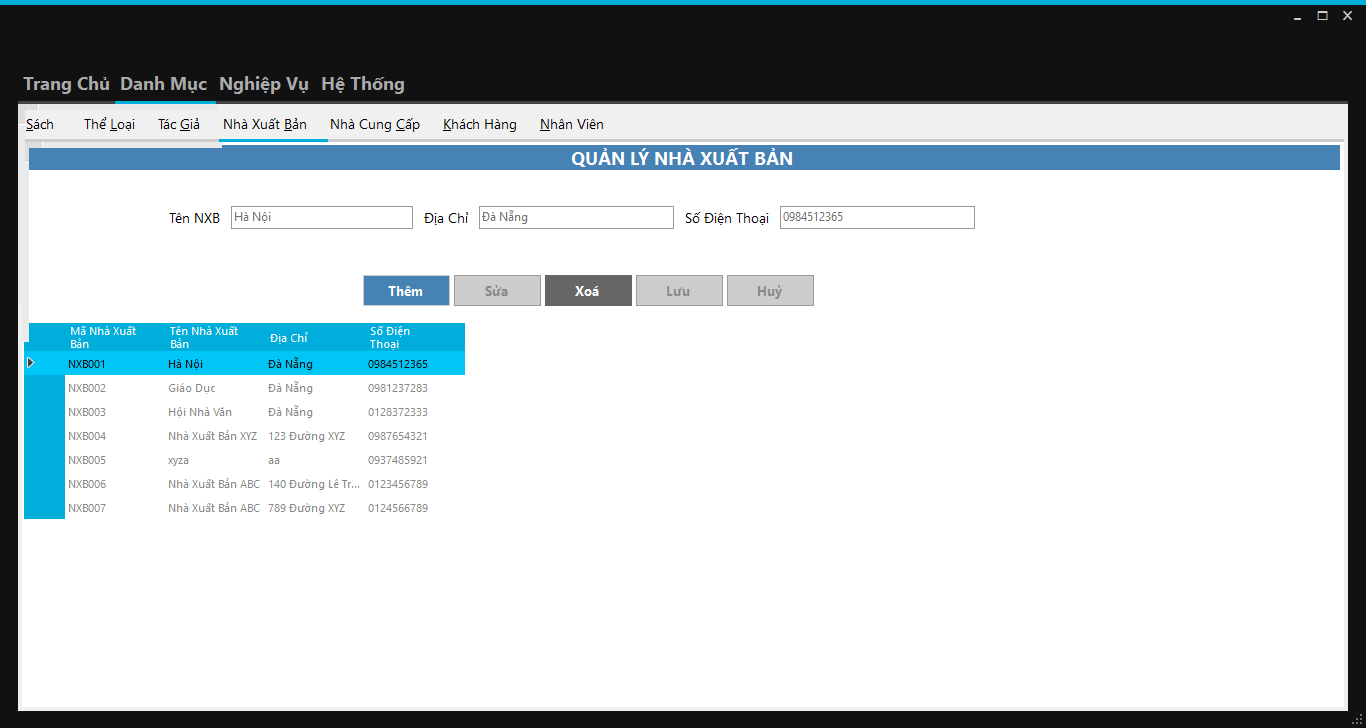 Trang Chủ Danh Mục Nghiệp Vụ Hệ Thống
Sách Thể Loại Tác Giả Nhà Xuất Bản Nhà Cung Cấp Khách Hàng Nhân Viên
QUẢN LÝ NHÀ XUẤT BẢN
Tên NXB Hà Nội Địa Chỉ Đà Nẵng Số Điện Thoại 0984512365
Thêm Sửa Xoá Lưu Huỷ
Mã Nhà Xuất Bản Tên Nhà Xuất Bản Địa Chỉ Số Điện Thoại
NXB001 Hà Nội Đà Nẵng 0984512365
NXB002 Giáo Dục Đà Nẵng 0981237283
NXB003 Hội Nhà Văn Đà Nẵng 0128372333
NXB004 Nhà Xuất Bản XYZ 123 Đường XYZ 0987654321
NXB005 xyza aa 0937485921
NXB006 Nhà Xuất Bản ABC 140 Đường Lê Tr... 0123456789
NXB007 Nhà Xuất Bản ABC 789 Đường XYZ 0124566789